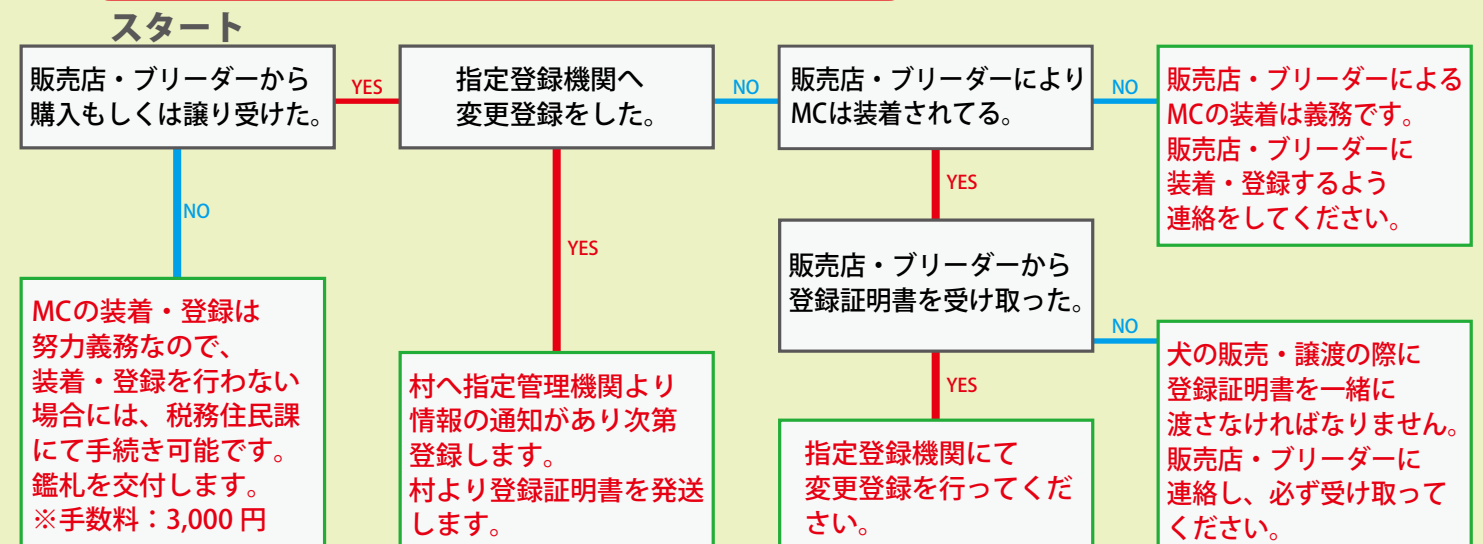 スタート
販売店・ブリーダーから
購入もしくは譲り受けた。
YES
指定登録機関へ
変更登録をした。
NO
販売店・ブリーダーにより
MCは装着されてる。
NO
販売店・ブリーダーによる
MCの装着は義務です。
販売店・ブリーダーに
装着・登録するよう
連絡をしてください。
NO
YES
YES
販売店・ブリーダーから
登録証明書を受け取った。
NO
MCの装着・登録は
努力義務なので、
装着・登録を行わない
場合には、税務住民課
にて手続き可能です。
鑑札を交付します。
※手数料：3,000 円
村へ指定管理機関より
情報の通知があり次第
登録します。
村より登録証明書を発送
します。
YES
指定登録機関にて
変更登録を行ってくだ
さい。
犬の販売・譲渡の際に
登録証明書を一緒に
渡さなければなりません。
販売店・ブリーダーに
連絡し、必ず受け取って
ください。